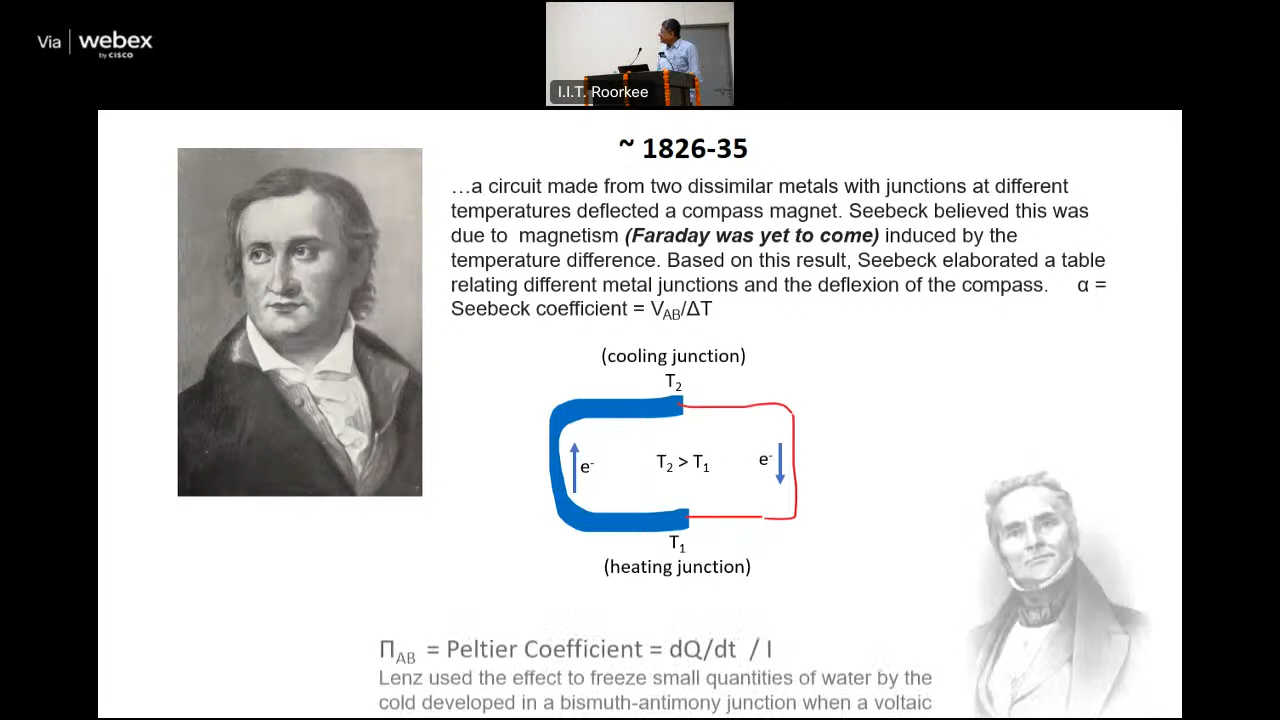 Via | webex
by CISCO
I.I.T. Roorkee
~ 1826-35
…a circuit made from two dissimilar metals with junctions at different
temperatures deflected a compass magnet. Seebeck believed this was
due to magnetism (Faraday was yet to come) induced by the
temperature difference. Based on this result, Seebeck elaborated a table
relating different metal junctions and the deflexion of the compass. α =
Seebeck coefficient = V_AB/ΔT
(cooling junction)
T₂
e⁻
T₂ > T₁
e⁻
T₁
(heating junction)
Π_AB = Peltier Coefficient = dQ/dt / I
Lenz used the effect to freeze small quantities of water by the
cold developed in a bismuth-antimony junction when a voltaic